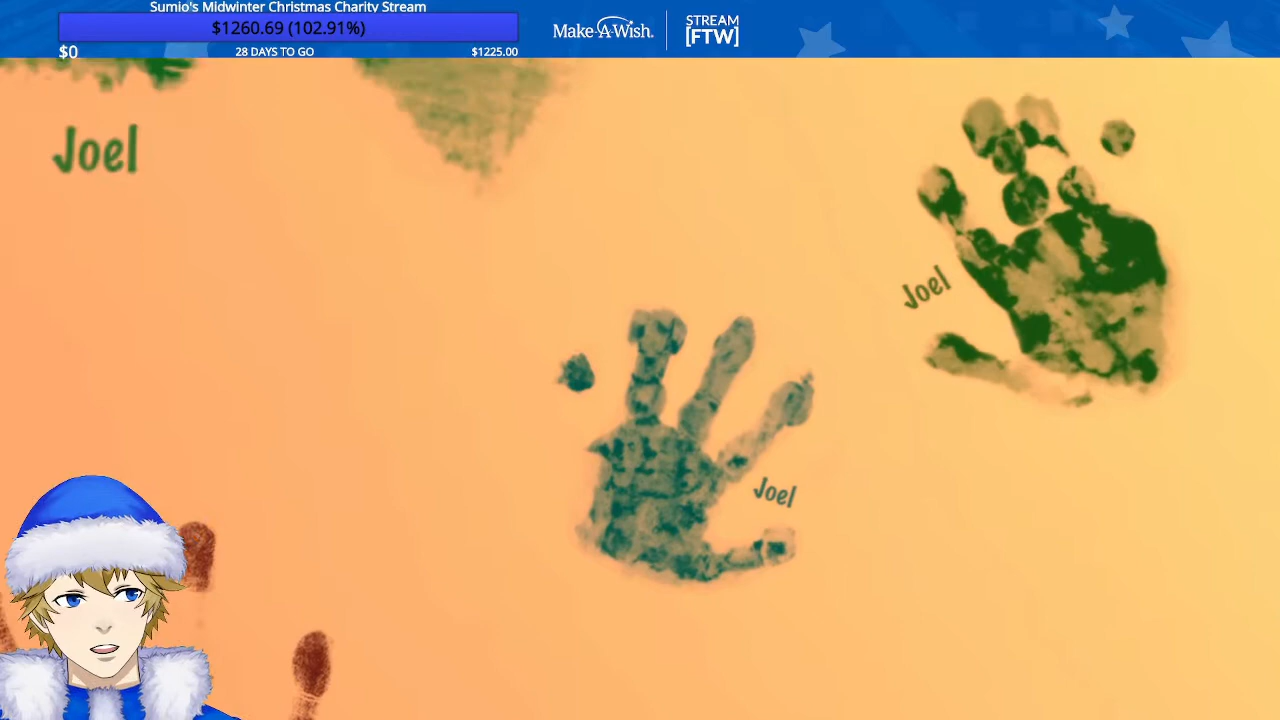 Sumio's Midwinter Christmas Charity Stream
$1260.69 (102.91%)
$0
28 DAYS TO GO
$1225.00
Make-A-Wish.
STREAM
[FTW]
Joel
Joel
Joel